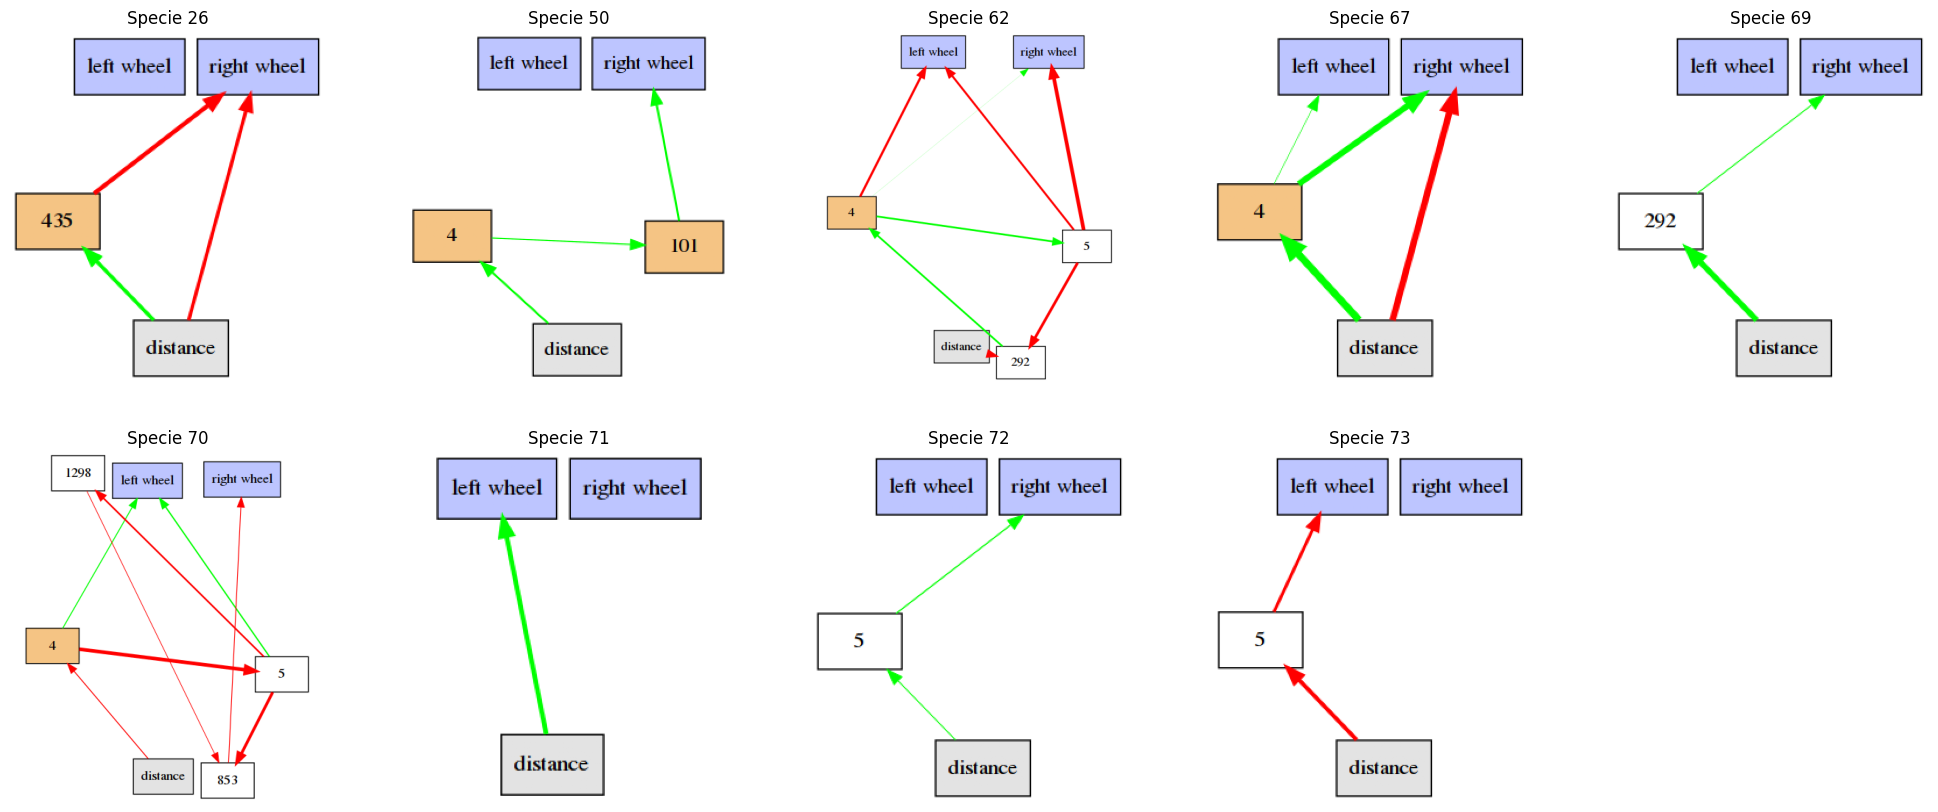 Specie 26
left wheel
right wheel
435
distance
Specie 50
left wheel
right wheel
4
101
distance
Specie 62
left wheel
right wheel
4
5
distance
292
Specie 67
left wheel
right wheel
4
distance
Specie 69
left wheel
right wheel
292
distance
Specie 70
1298
left wheel
right wheel
4
5
distance
853
Specie 71
left wheel
right wheel
distance
Specie 72
left wheel
right wheel
5
distance
Specie 73
left wheel
right wheel
5
distance